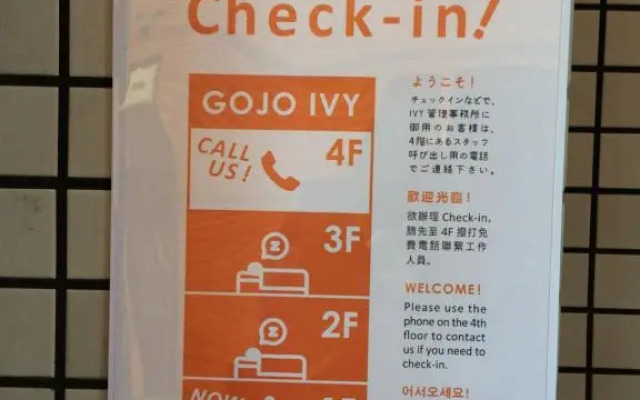 Check-in!
GOJO IVY
CALL US!
4F
3F
2F
NOW
ようこそ!
チェックインなどで、
IVY 管理事務所に
御用のお客様は、
4階にあるスタッフ
呼び出し用の電話
でご連絡下さい。
歡迎光臨!
欲辦理 Check-in,
請先至 4F 撥打免
費電話聯繫工作
人員。
WELCOME!
Please use the
phone on the 4th
floor to contact
us if you need to
check-in.
어서오세요!